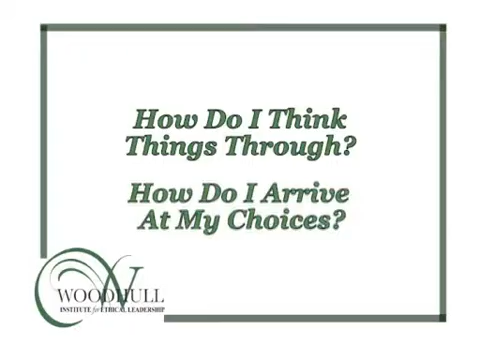 How Do I Think
Things Through?
How Do I Arrive
At My Choices?
W
WOODHULL
INSTITUTE for ETHICAL LEADERSHIP